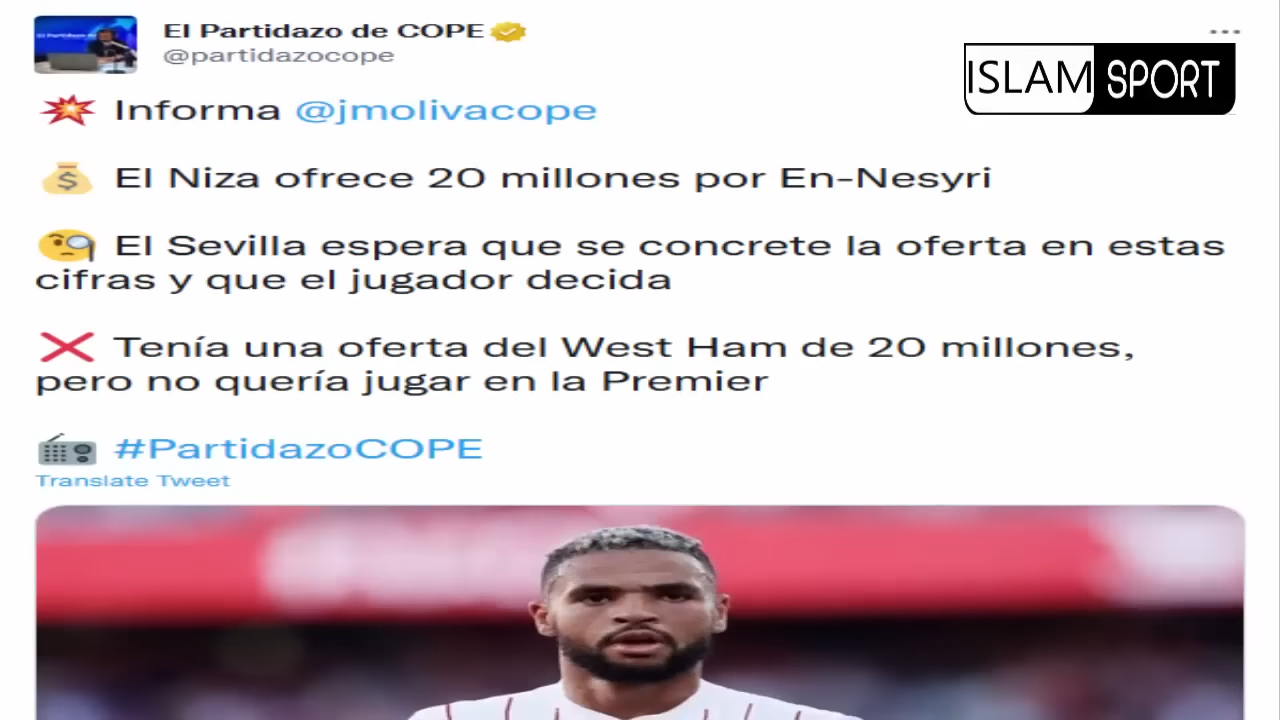 El Partidazo de COPE
@partidazocope
ISLAM SPORT
Informa @jmolivacope
El Niza ofrece 20 millones por En-Nesyri
El Sevilla espera que se concrete la oferta en estas
cifras y que el jugador decida
Tenía una oferta del West Ham de 20 millones,
pero no quería jugar en la Premier
#PartidazoCOPE
Translate Tweet